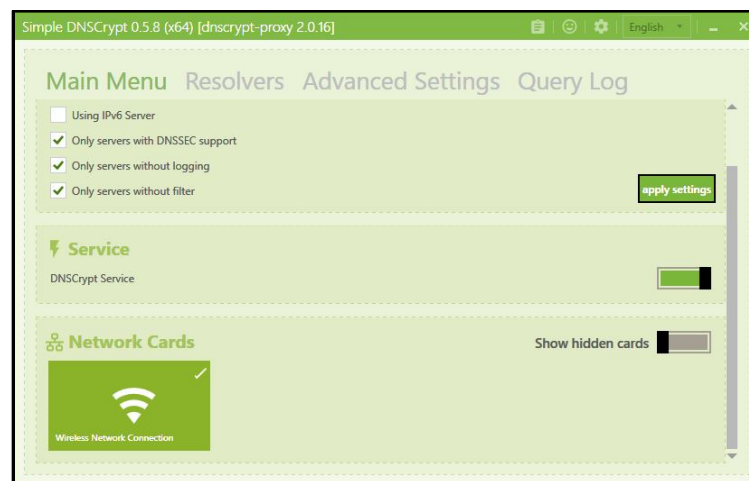 Simple DNSCrypt 0.5.8 (x64) [dnscrypt-proxy 2.0.16]
English
Main Menu Resolvers Advanced Settings Query Log
Using IPv6 Server
Only servers with DNSSEC support
Only servers without logging
Only servers without filter
apply settings
Service
DNSCrypt Service
Network Cards
Show hidden cards
Wireless Network Connection